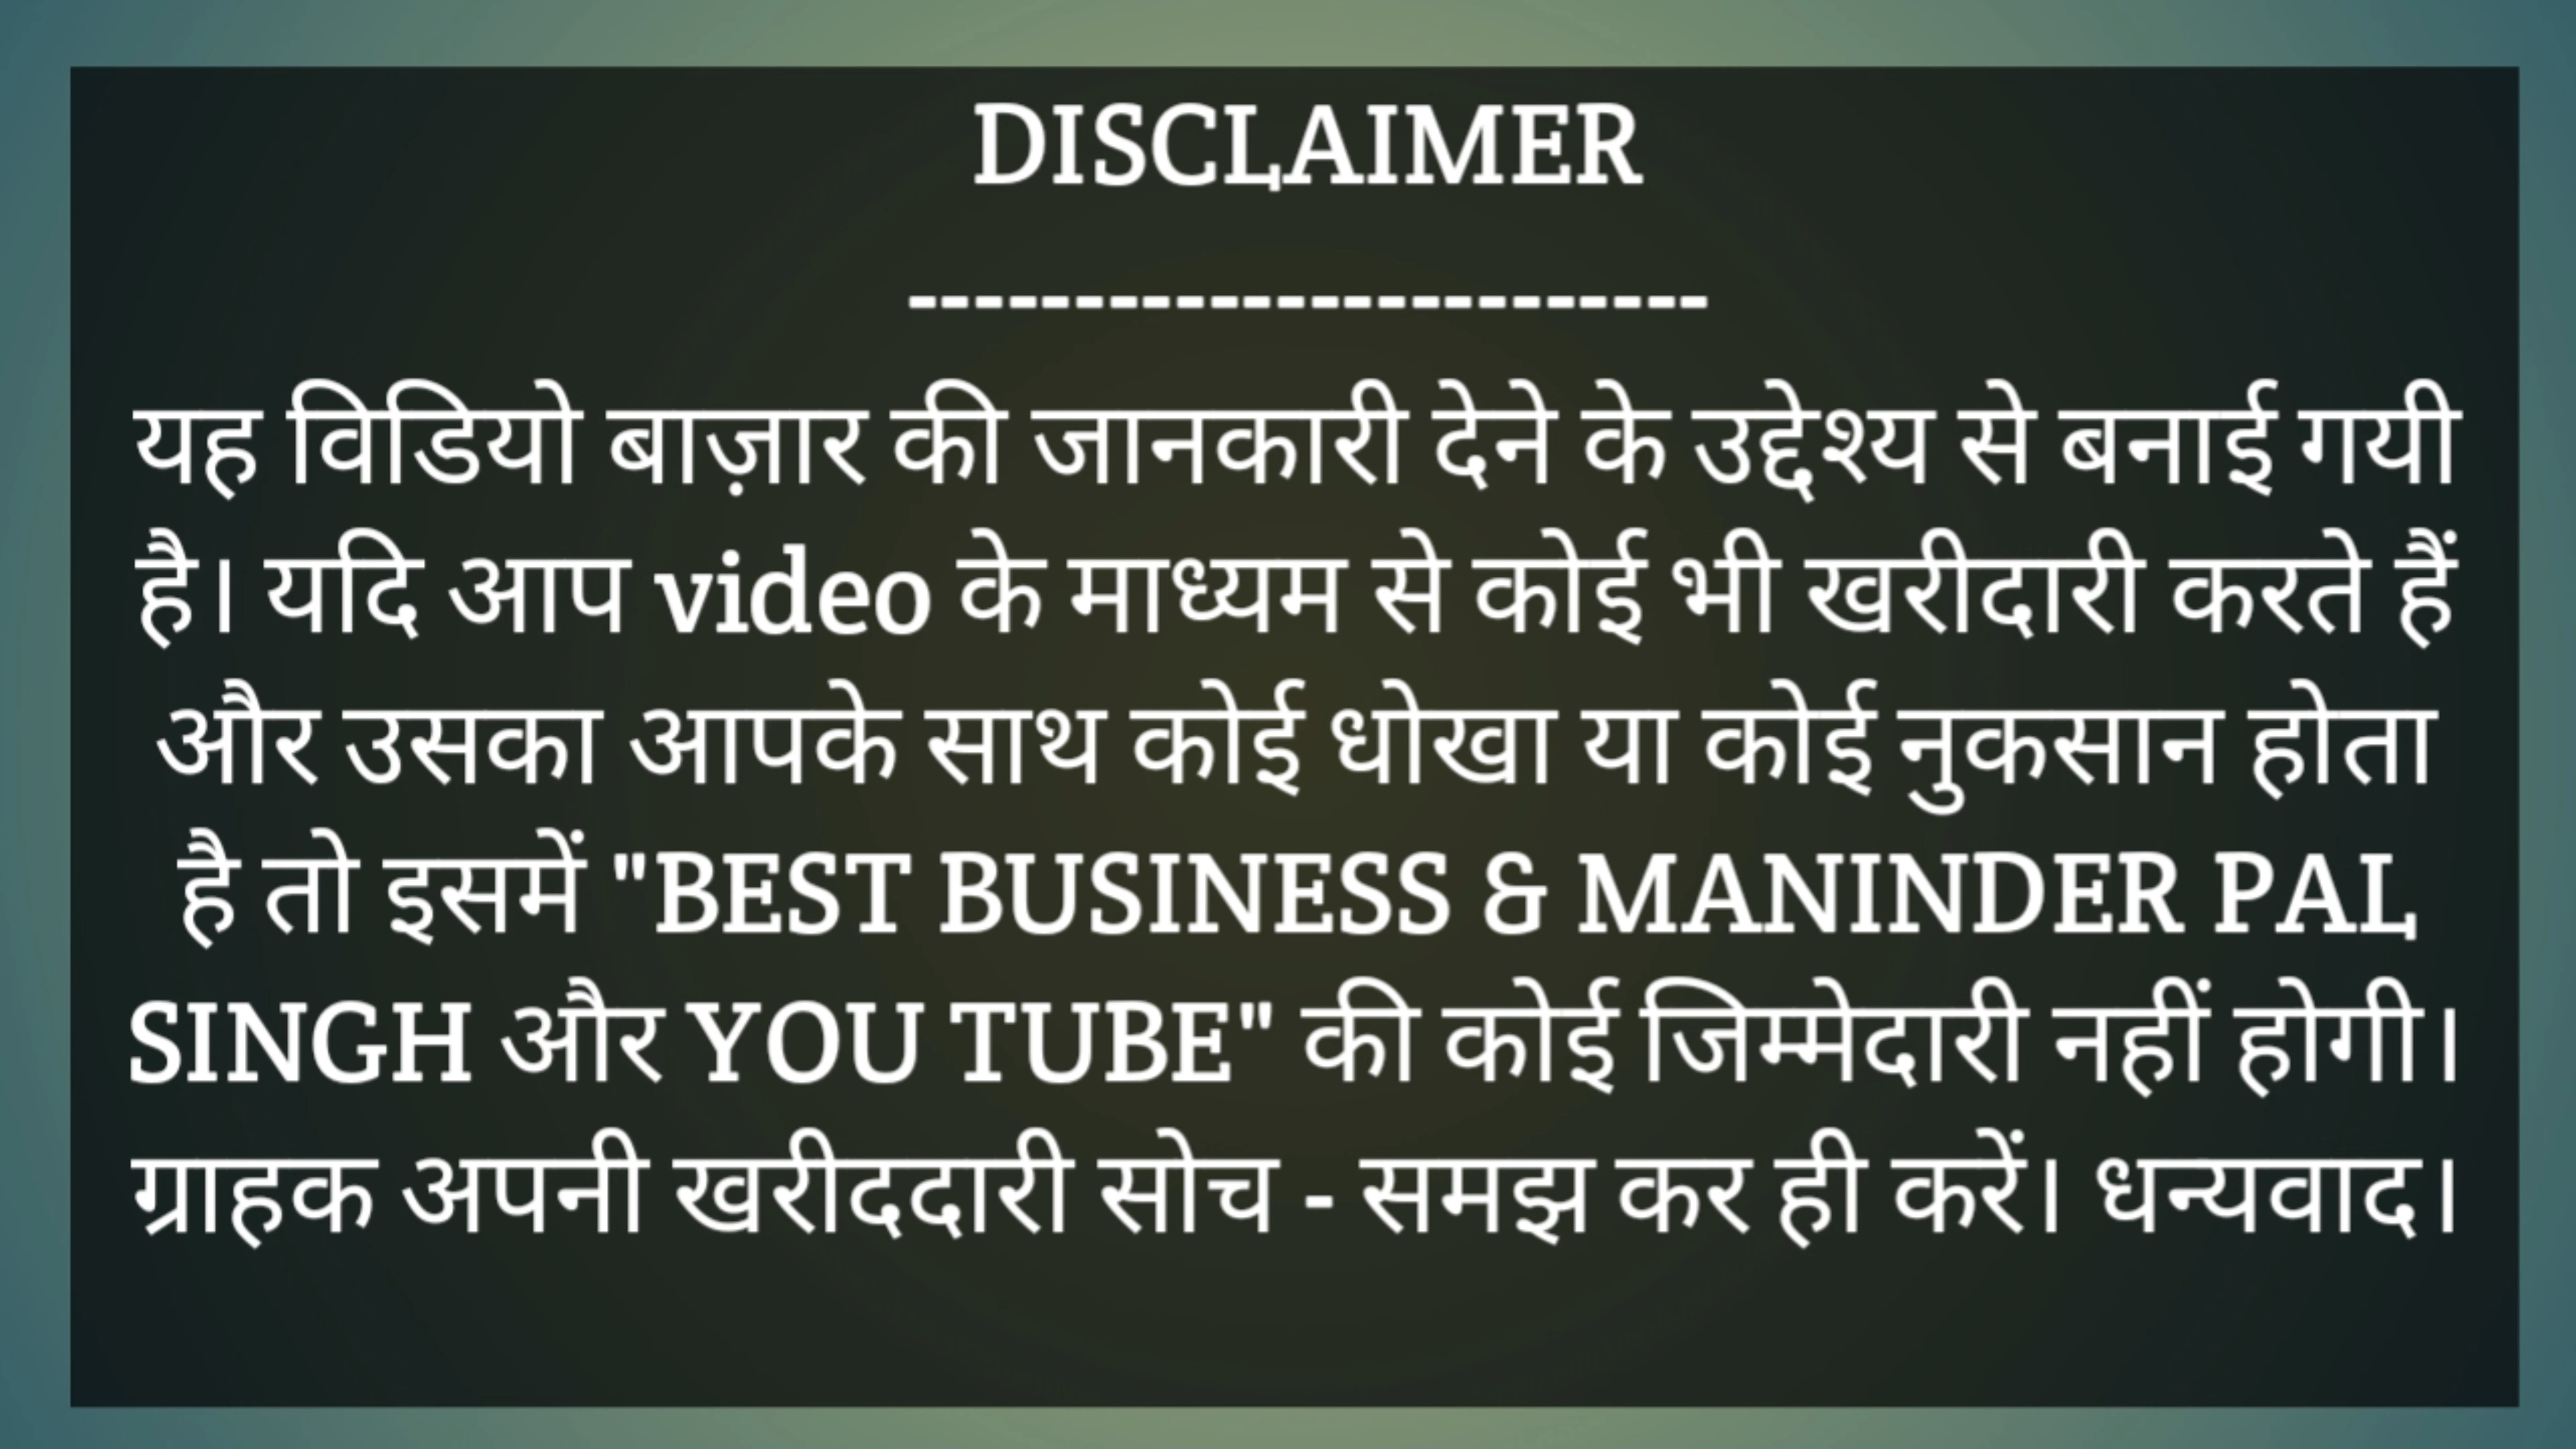 DISCLAIMER
------------------------
यह विडियो बाज़ार की जानकारी देने के उद्देश्य से बनाई गयी
है। यदि आप video के माध्यम से कोई भी खरीदारी करते हैं
और उसका आपके साथ कोई धोखा या कोई नुकसान होता
है तो इसमें "BEST BUSINESS & MANINDER PAL
SINGH और YOU TUBE" की कोई जिम्मेदारी नहीं होगी।
ग्राहक अपनी खरीददारी सोच - समझ कर ही करें। धन्यवाद।